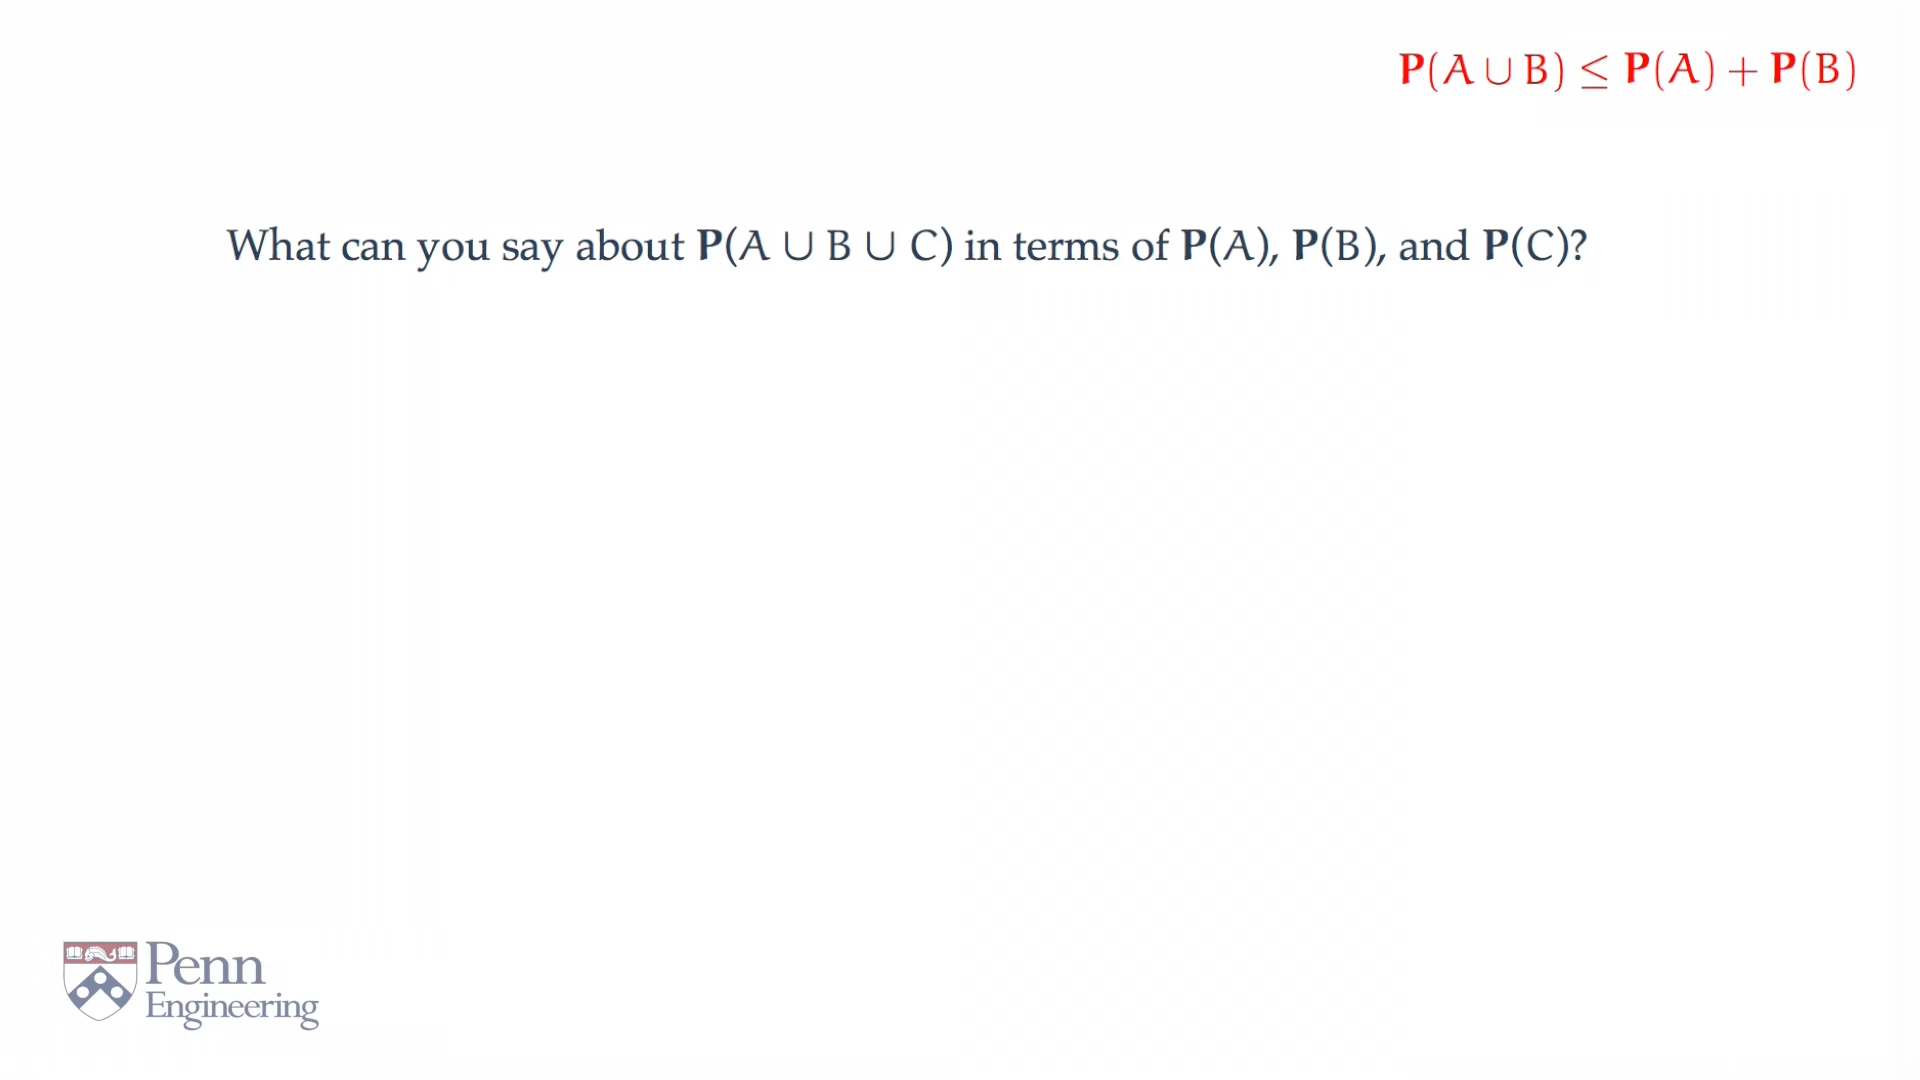 P(A ∪ B) ≤ P(A) + P(B)
What can you say about P(A ∪ B ∪ C) in terms of P(A), P(B), and P(C)?
Penn
Engineering